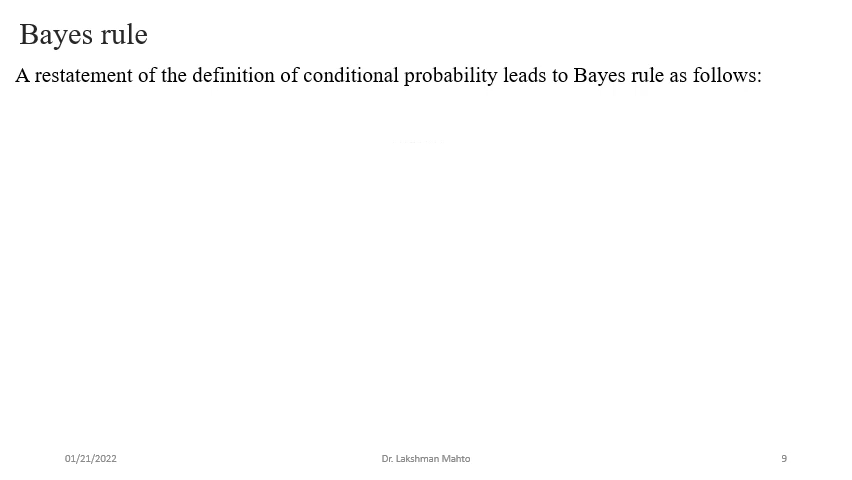 Bayes rule
A restatement of the definition of conditional probability leads to Bayes rule as follows:
01/21/2022
Dr. Lakshman Mahto
9